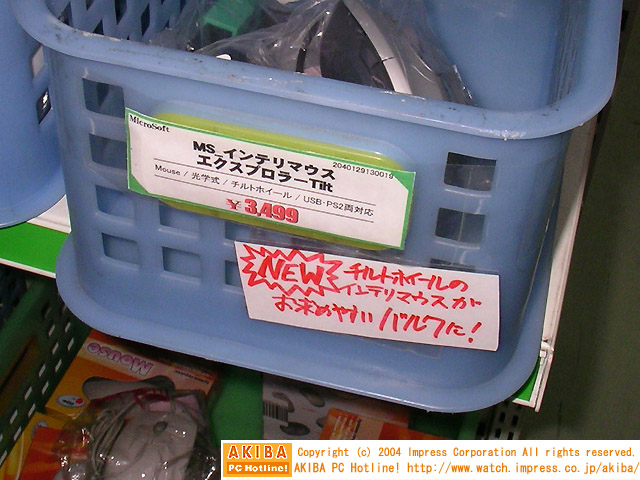 MicroSoft
MS インテリマウス
エクスプロラーTilt
2040129130019
Mouse / 光学式 / チルトホイール / USB・PS2両対応
¥3,499
NEW チルトホイールの
インテリマウスが
お求めやすい バルクに!
Mouse
AKIBA
PC Hotline!
Copyright (c) 2004 Impress Corporation All rights reserved.
AKIBA PC Hotline! http://www.watch.impress.co.jp/akiba/